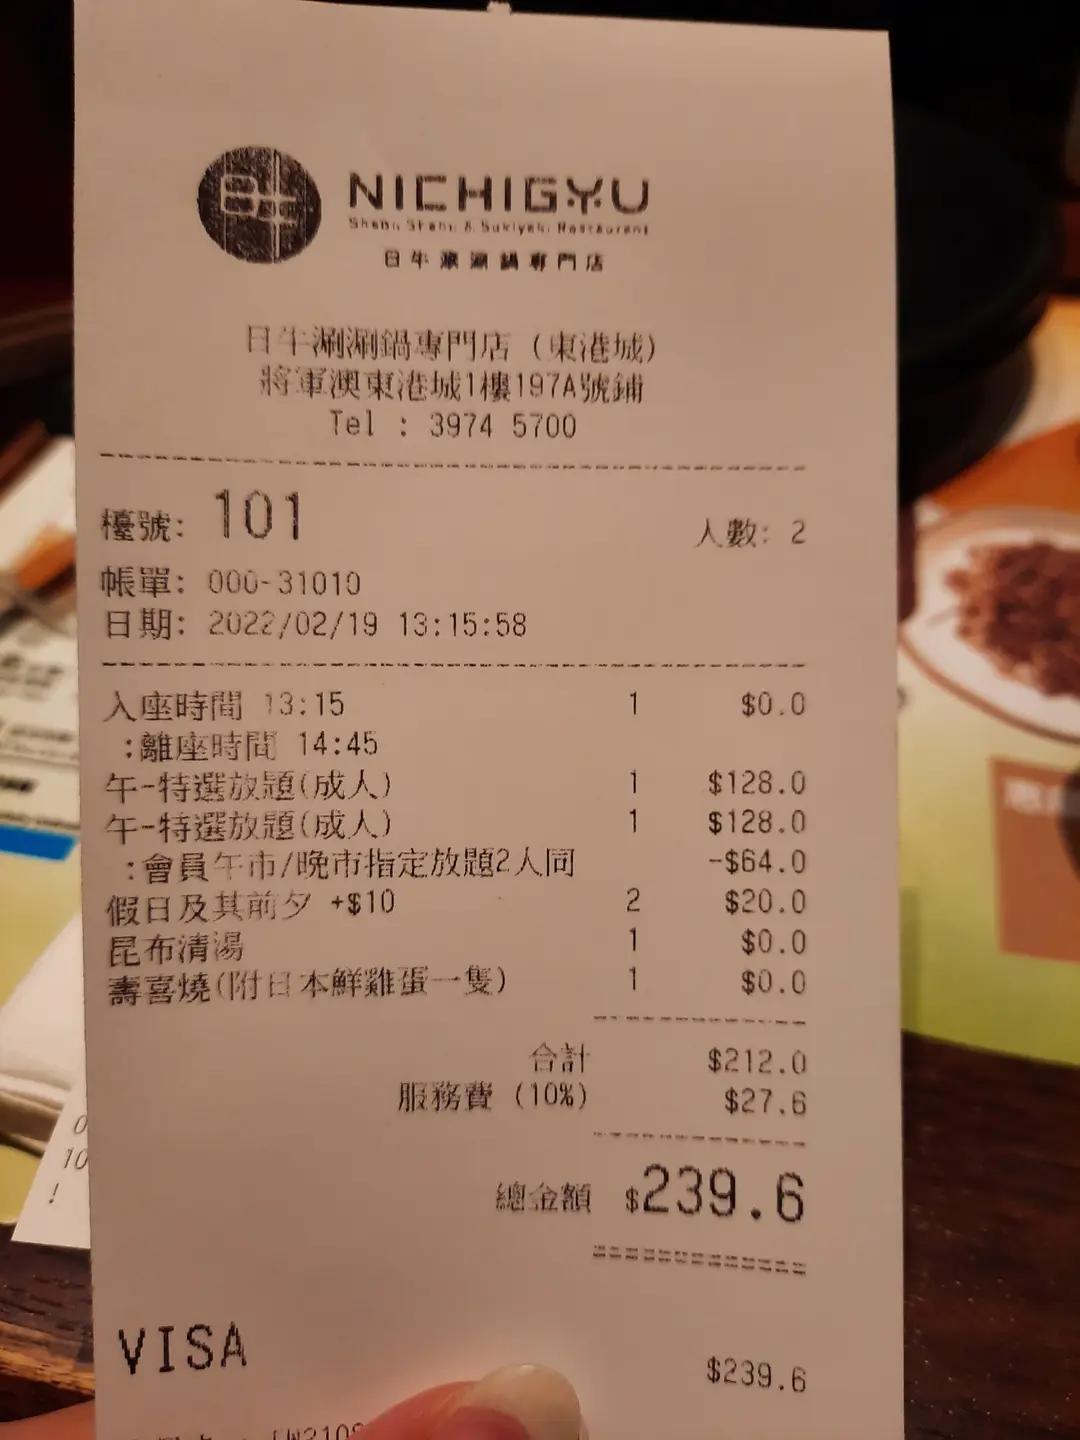 NICHIGYU
Shabu Shabu & Sukiyaki Restaurant
日牛涮涮鍋專門店
日牛涮涮鍋專門店 (東港城)
將軍澳東港城1樓197A號鋪
Tel : 3974 5700
檯號: 101 人數: 2
帳單: 000-31010
日期: 2022/02/19 13:15:58
入座時間 13:15 1 $0.0
:離座時間 14:45
午-特選放題(成人) 1 $128.0
午-特選放題(成人) 1 $128.0
:會員午市/晚市指定放題2人同 -$64.0
假日及其前夕 +$10 2 $20.0
昆布清湯 1 $0.0
壽喜燒(附日本鮮雞蛋一隻) 1 $0.0
合計 $212.0
服務費 (10%) $27.6
總金額 $239.6
VISA $239.6